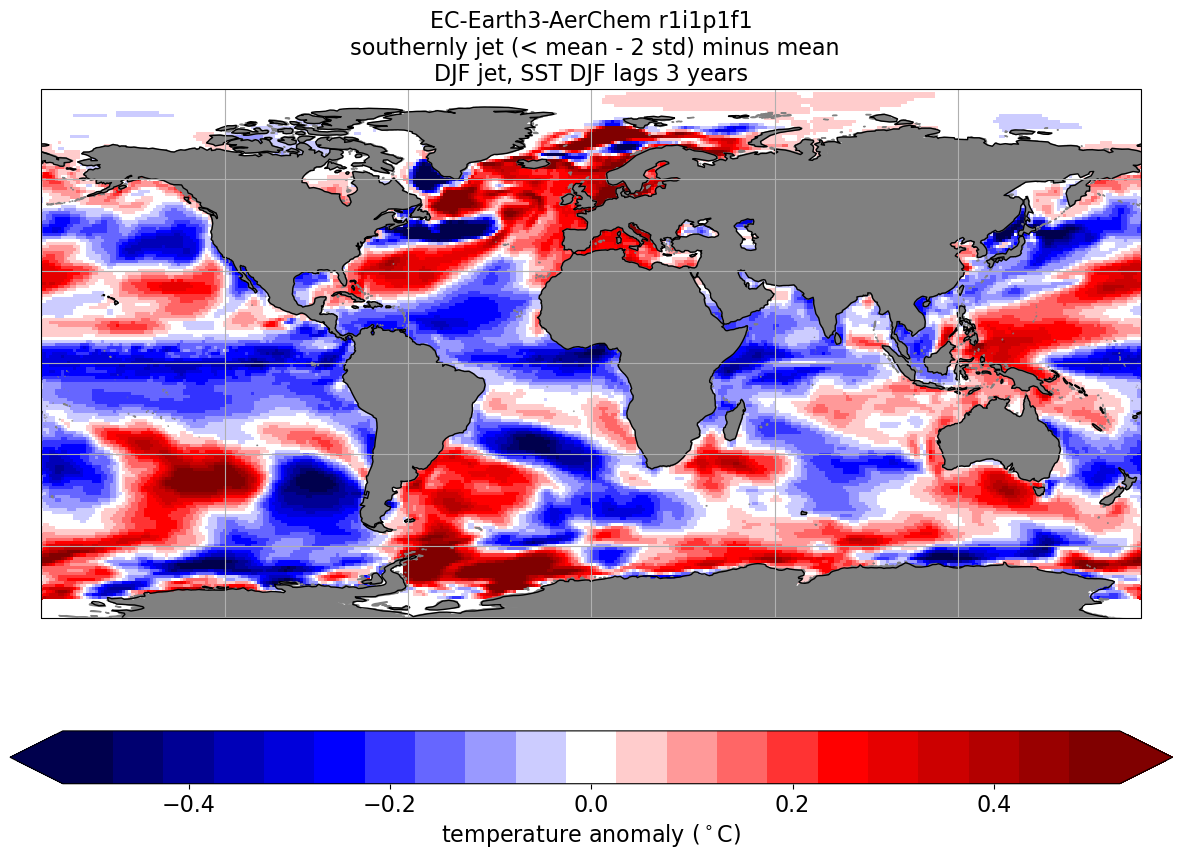 EC-Earth3-AerChem r1i1p1f1
southernly jet (< mean - 2 std) minus mean
DJF jet, SST DJF lags 3 years
−0.4 −0.2 0.0 0.2 0.4
temperature anomaly (°C)